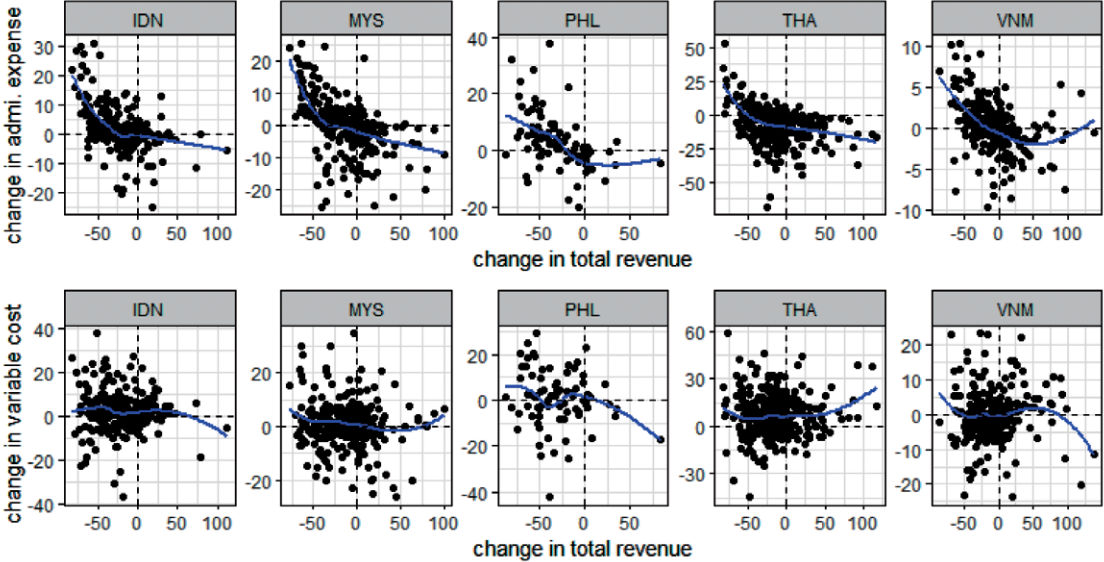 IDN MYS PHL THA VNM
change in admi. expense
30 20 10 0 -10 -20
20 10 0 -10 -20
40 20 0 -20
50 25 0 -25 -50
10 5 0 -5 -10
-50 0 50 100 -50 0 50 100 -50 0 50 -50 0 50 100 -50 0 50 100
change in total revenue
IDN MYS PHL THA VNM
change in variable cost
40 20 0 -20 -40
20 0 -20
20 0 -20 -40
60 30 0 -30
20 10 0 -10 -20
-50 0 50 100 -50 0 50 100 -50 0 50 -50 0 50 100 -50 0 50 100
change in total revenue